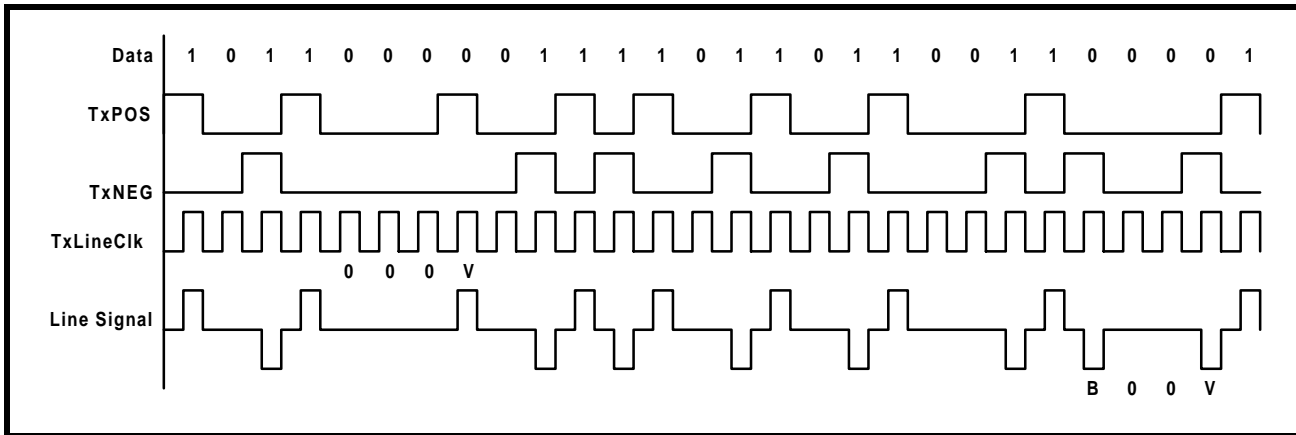 Data 1 0 1 1 0 0 0 0 0 1 1 1 1 0 1 1 0 1 1 0 0 1 1 0 0 0 0 1
TxPOS
TxNEG
TxLineClk
0 0 0 V
Line Signal
B 0 0 V